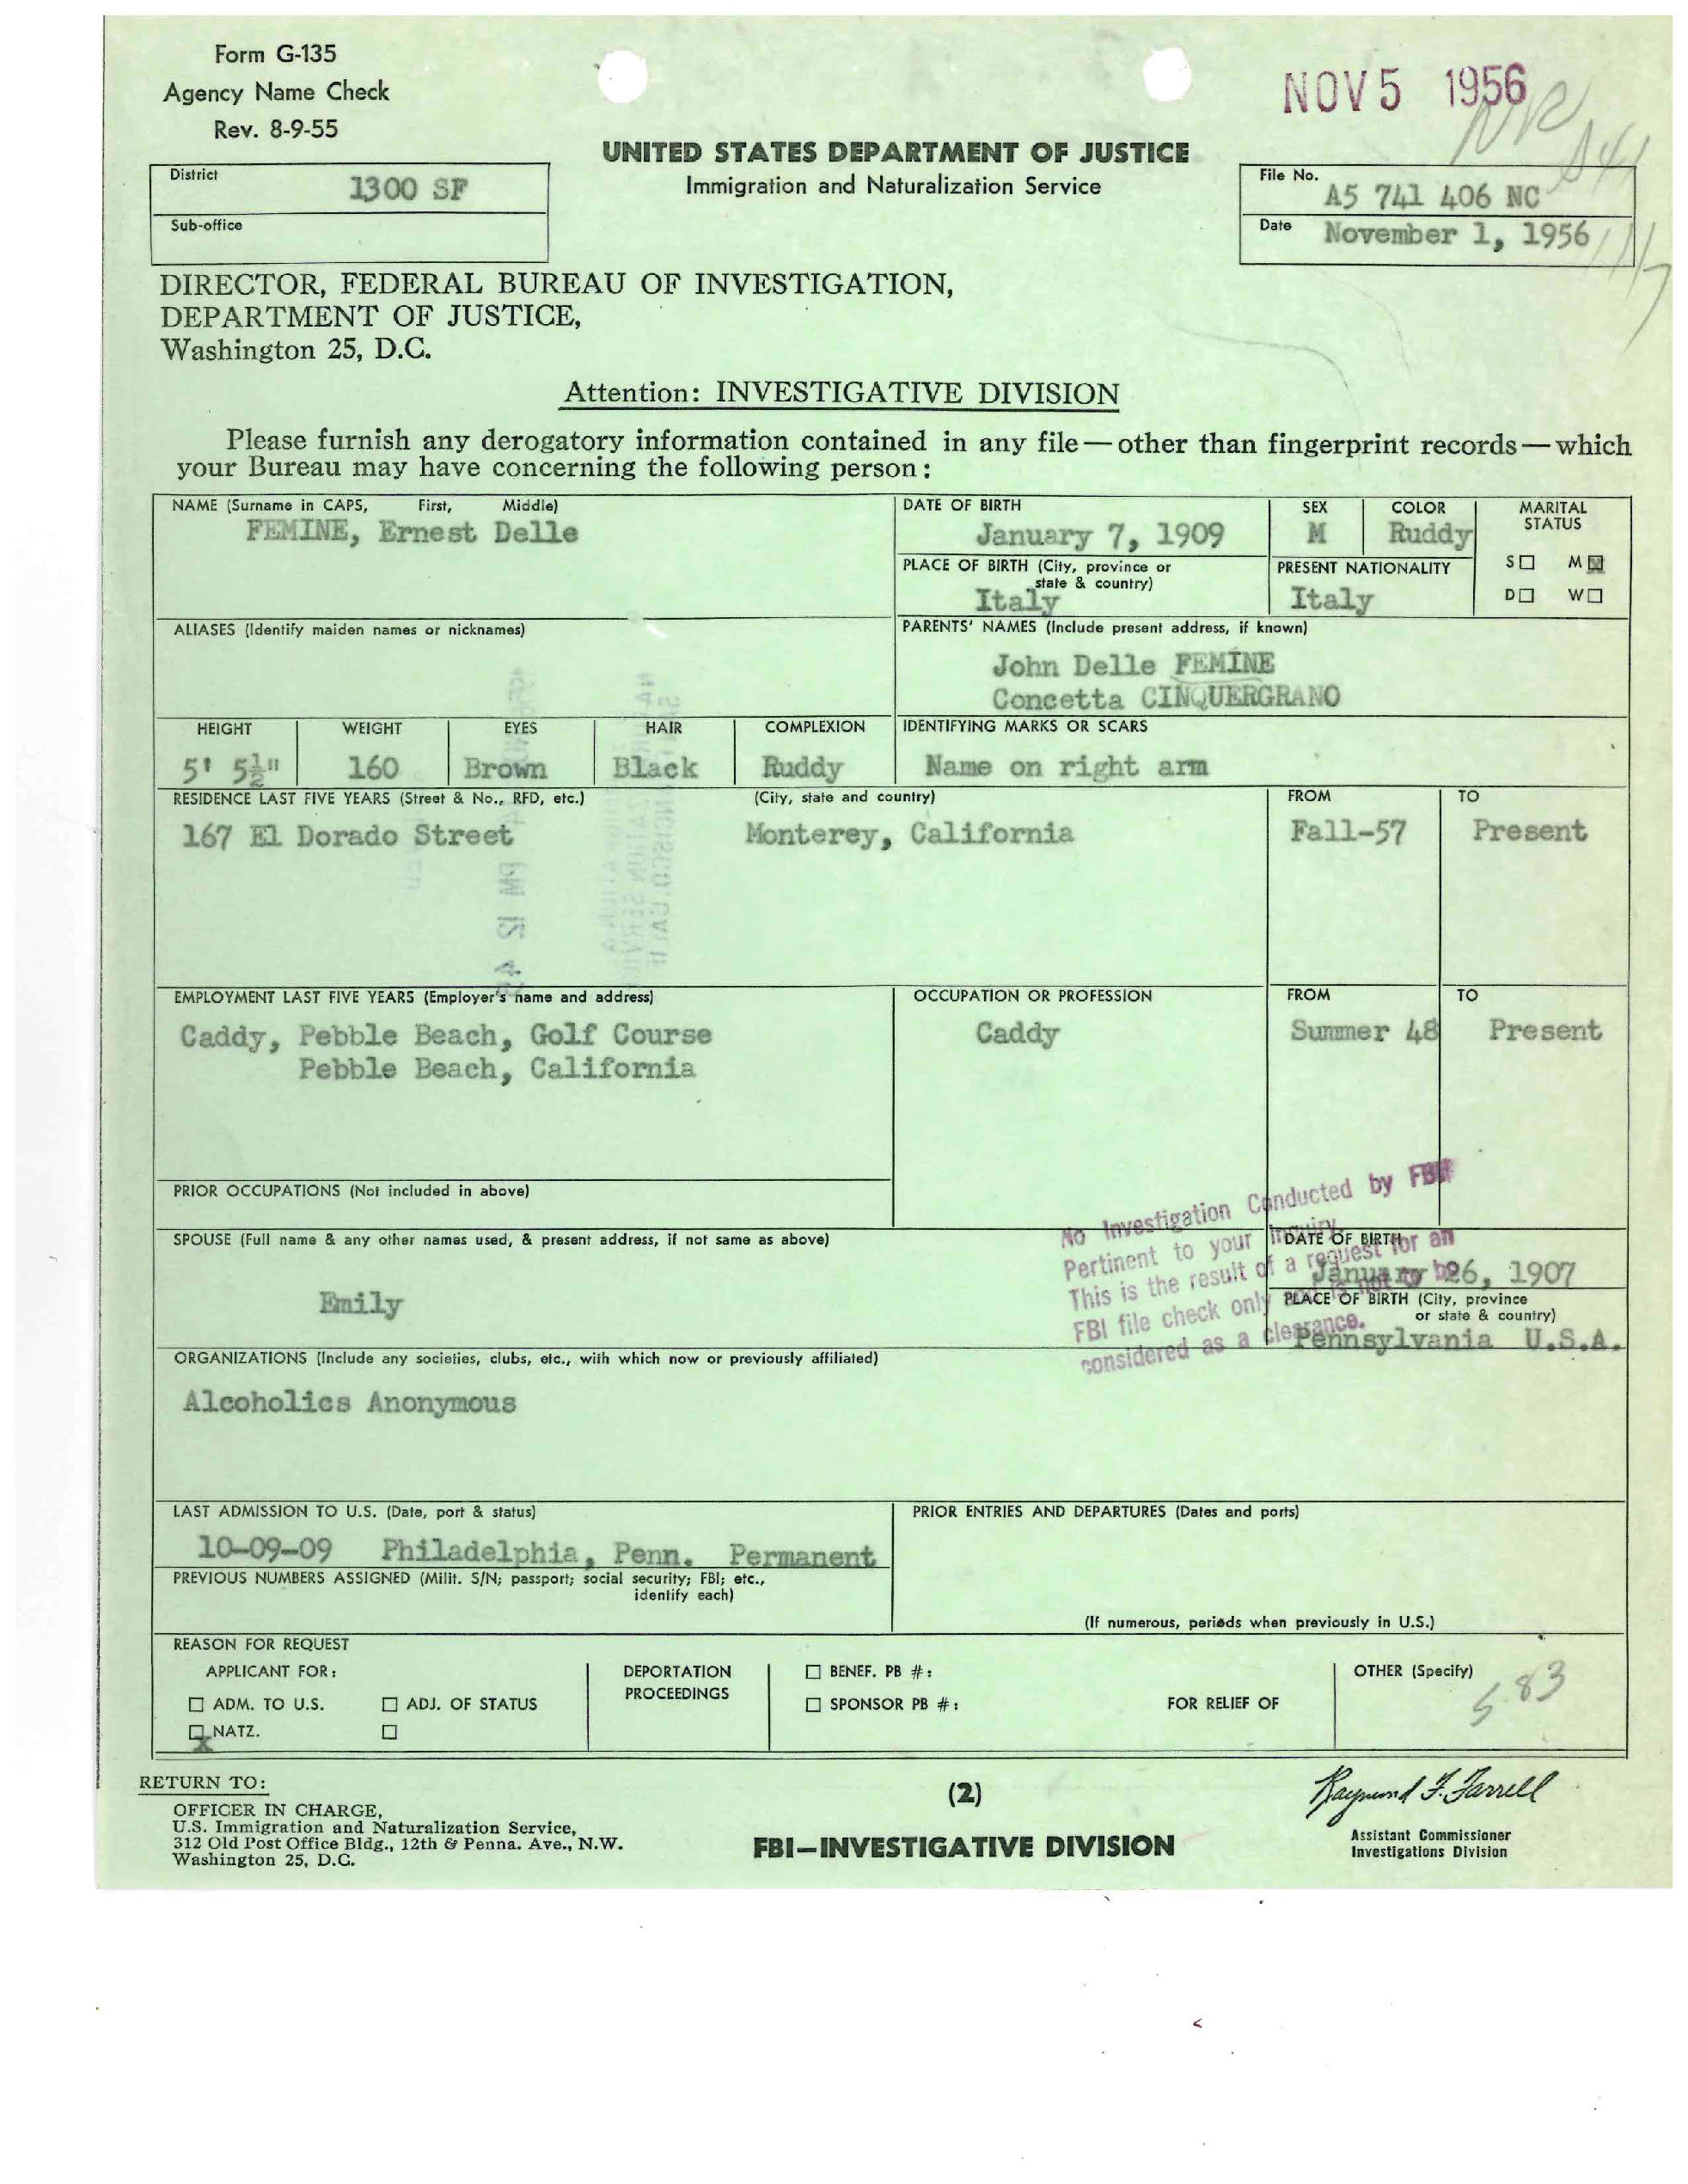 Form G-135
Agency Name Check
Rev. 8-9-55
NOV 5 1956
NR
UNITED STATES DEPARTMENT OF JUSTICE
Immigration and Naturalization Service
District
1300 SF
Sub-office
File No.
A5 741 406 NC
Date
November 1, 1956
DIRECTOR, FEDERAL BUREAU OF INVESTIGATION,
DEPARTMENT OF JUSTICE,
Washington 25, D.C.
Attention: INVESTIGATIVE DIVISION
Please furnish any derogatory information contained in any file—other than fingerprint records—which
your Bureau may have concerning the following person:
NAME (Surname in CAPS, First, Middle)
FEMINE, Ernest Delle
DATE OF BIRTH
January 7, 1909
SEX
M
COLOR
Ruddy
MARITAL
STATUS
S M
D W
PLACE OF BIRTH (City, province or
state & country)
Italy
PRESENT NATIONALITY
Italy
ALIASES (Identify maiden names or nicknames)
PARENTS' NAMES (Include present address, if known)
John Delle FEMINE
Concetta CINQUERGRANO
HEIGHT
5' 5½"
WEIGHT
160
EYES
Brown
HAIR
Black
COMPLEXION
Ruddy
IDENTIFYING MARKS OR SCARS
Name on right arm
RESIDENCE LAST FIVE YEARS (Street & No., RFD, etc.) (City, state and country)
FROM
TO
167 El Dorado Street Monterey, California Fall-57 Present
EMPLOYMENT LAST FIVE YEARS (Employer's name and address)
OCCUPATION OR PROFESSION
FROM
TO
Caddy, Pebble Beach, Golf Course
Pebble Beach, California
Caddy
Summer 48
Present
PRIOR OCCUPATIONS (Not included in above)
No Investigation Conducted by FBI
Pertinent to your Inquiry.
This is the result of a request for an
FBI file check only and is not to be
considered as a clearance.
SPOUSE (Full name & any other names used, & present address, if not same as above)
Emily
DATE OF BIRTH
January 26, 1907
PLACE OF BIRTH (City, province
or state & country)
Pennsylvania U.S.A.
ORGANIZATIONS (Include any societies, clubs, etc., with which now or previously affiliated)
Alcoholics Anonymous
LAST ADMISSION TO U.S. (Date, port & status)
10-09-09 Philadelphia, Penn. Permanent
PRIOR ENTRIES AND DEPARTURES (Dates and ports)
(If numerous, periods when previously in U.S.)
PREVIOUS NUMBERS ASSIGNED (Milit. S/N; passport; social security; FBI; etc.,
identify each)
REASON FOR REQUEST
APPLICANT FOR:
ADM. TO U.S. ADJ. OF STATUS
X NATZ.
DEPORTATION
PROCEEDINGS
BENEF. PB #:
SPONSOR PB #:
FOR RELIEF OF
OTHER (Specify)
583
RETURN TO:
OFFICER IN CHARGE,
U.S. Immigration and Naturalization Service,
312 Old Post Office Bldg., 12th & Penna. Ave., N.W.
Washington 25, D.C.
(2)
FBI—INVESTIGATIVE DIVISION
Raymond F. Farrell
Assistant Commissioner
Investigations Division